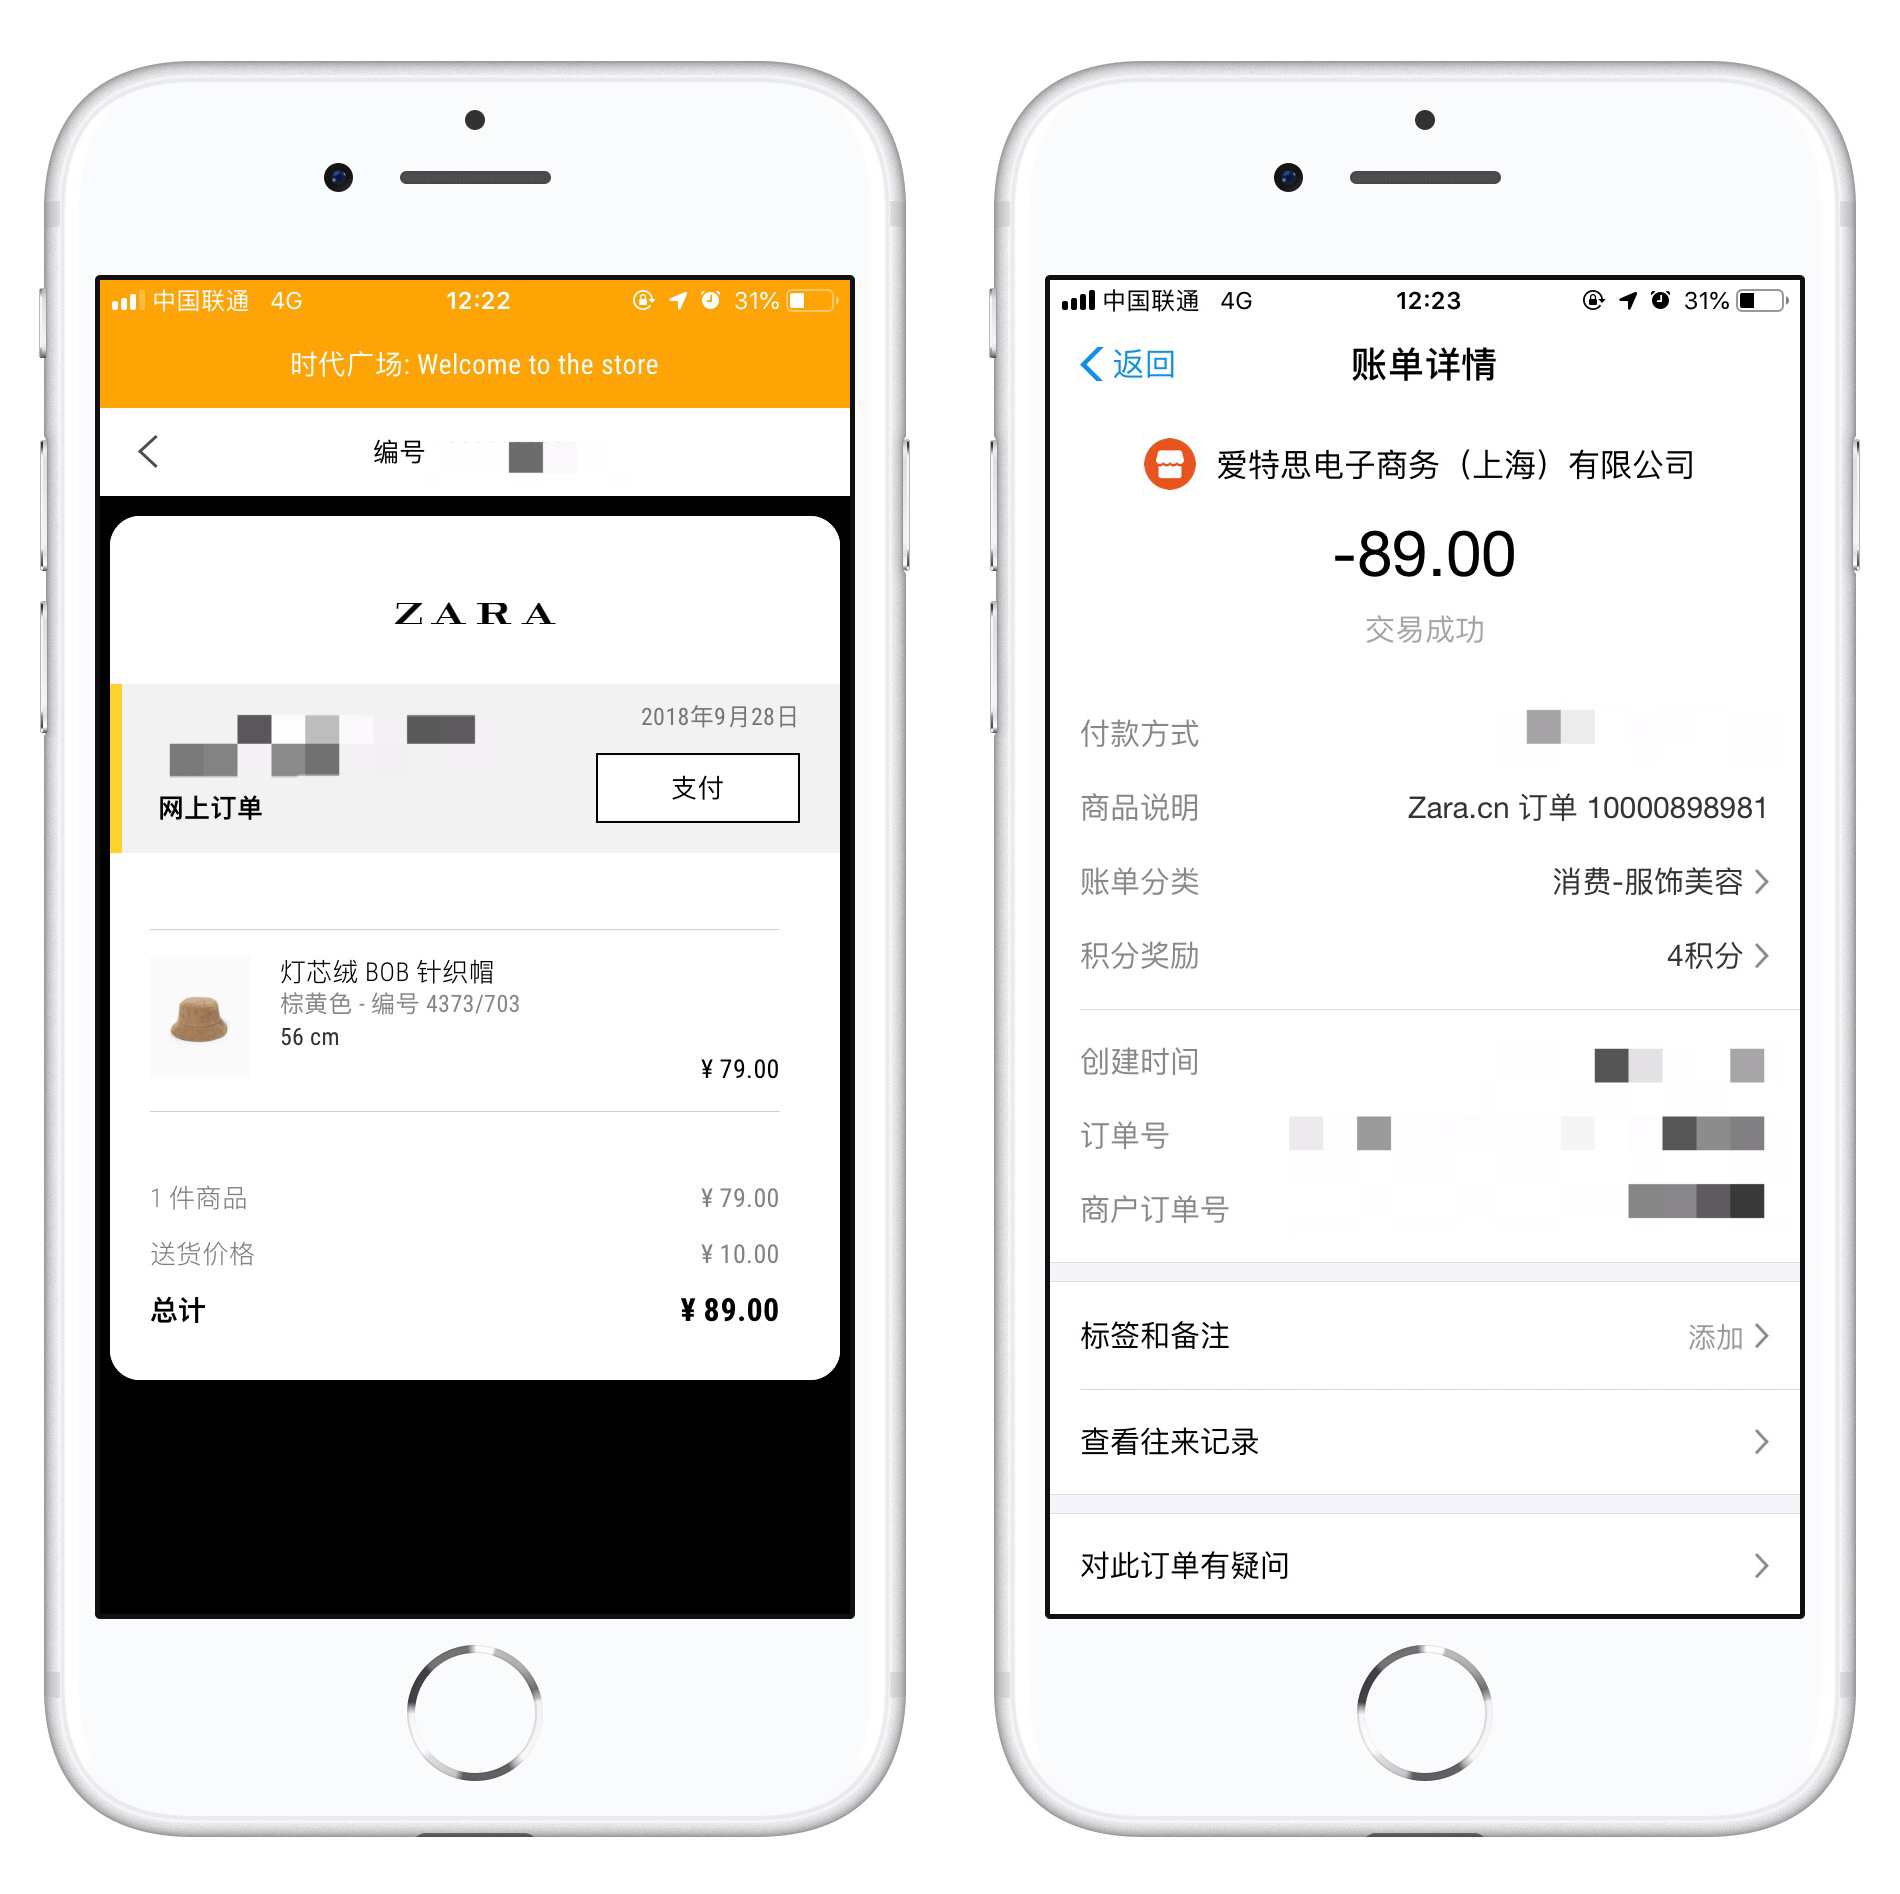 中国联通 4G 12:22 31%
时代广场: Welcome to the store
编号
ZARA
2018年9月28日
支付
网上订单
灯芯绒 BOB 针织帽
棕黄色 - 编号 4373/703
56 cm
¥ 79.00
1 件商品 ¥ 79.00
送货价格 ¥ 10.00
总计 ¥ 89.00
中国联通 4G 12:23 31%
返回 账单详情
爱特思电子商务（上海）有限公司
-89.00
交易成功
付款方式
商品说明 Zara.cn 订单 10000898981
账单分类 消费-服饰美容
积分奖励 4积分
创建时间
订单号
商户订单号
标签和备注 添加
查看往来记录
对此订单有疑问